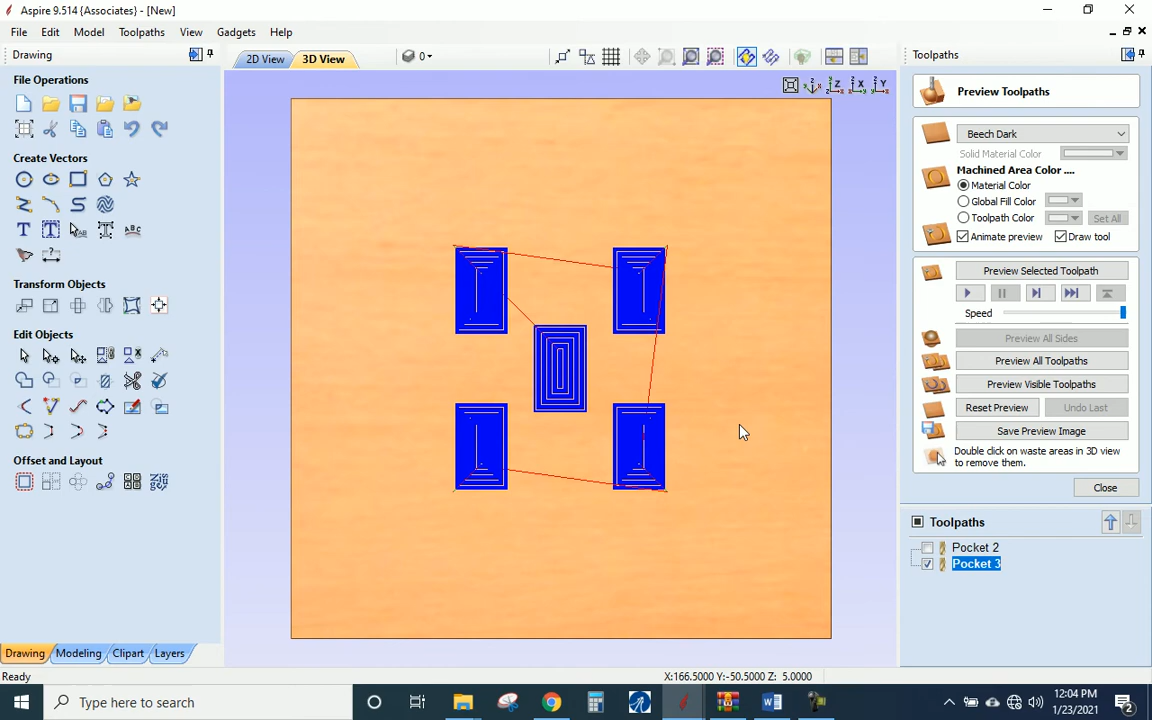 Aspire 9.514 {Associates} - [New]
File Edit Model Toolpaths View Gadgets Help
Drawing
2D View 3D View
0
Toolpaths
File Operations
Create Vectors
Transform Objects
Edit Objects
Offset and Layout
Drawing Modeling Clipart Layers
Preview Toolpaths
Beech Dark
Solid Material Color
Machined Area Color ....
Material Color
Global Fill Color
Toolpath Color Set All
Animate preview Draw tool
Preview Selected Toolpath
Speed
Preview All Sides
Preview All Toolpaths
Preview Visible Toolpaths
Reset Preview Undo Last
Save Preview Image
Double click on waste areas in 3D view
to remove them.
Close
Toolpaths
Pocket 2
Pocket 3
Ready
X:166.5000 Y:-50.5000 Z: 5.0000
Type here to search
12:04 PM
1/23/2021
2